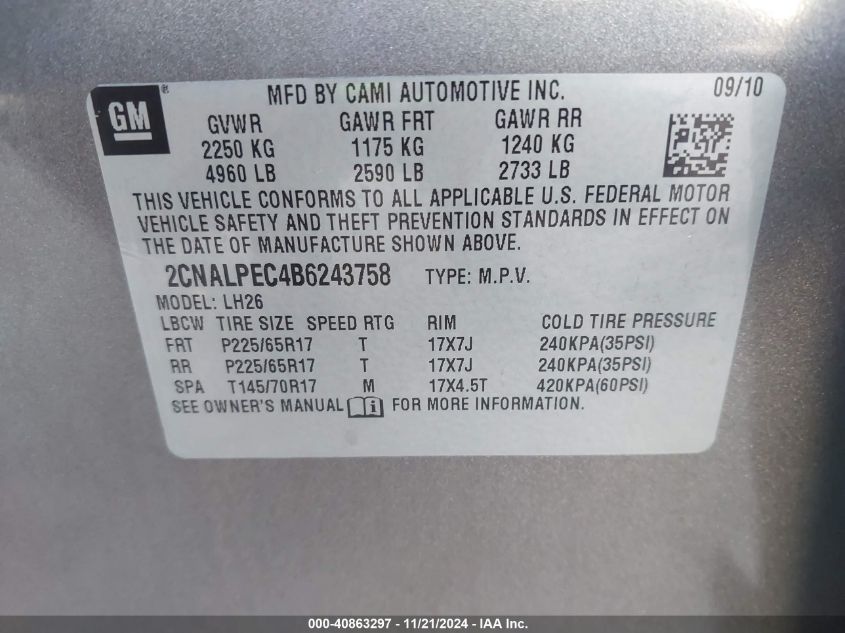 GM ®
MFD BY CAMI AUTOMOTIVE INC. 09/10
GVWR GAWR FRT GAWR RR
2250 KG 1175 KG 1240 KG
4960 LB 2590 LB 2733 LB
THIS VEHICLE CONFORMS TO ALL APPLICABLE U.S. FEDERAL MOTOR
VEHICLE SAFETY AND THEFT PREVENTION STANDARDS IN EFFECT ON
THE DATE OF MANUFACTURE SHOWN ABOVE.
2CNALPEC4B6243758 TYPE: M.P.V.
MODEL: LH26
LBCW TIRE SIZE SPEED RTG RIM COLD TIRE PRESSURE
FRT P225/65R17 T 17X7J 240KPA(35PSI)
RR P225/65R17 T 17X7J 240KPA(35PSI)
SPA T145/70R17 M 17X4.5T 420KPA(60PSI)
SEE OWNER'S MANUAL i FOR MORE INFORMATION.
000-40863297 - 11/21/2024 - IAA Inc.